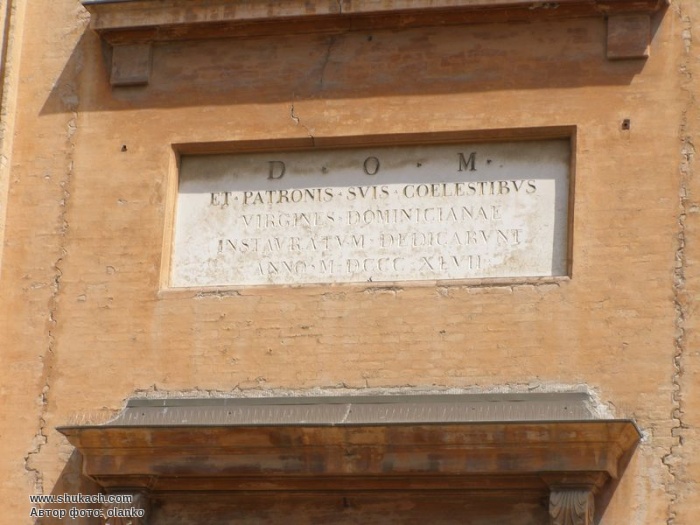 D · O · M ·
ET · PATRONIS · SVIS · COELESTIBVS
VIRGINES · DOMINICIANAE
INSTAVRATVM · DEDICARVNT
ANNO · M · DCCC · XLVII
www.shukach.com
Автор фото: olanko